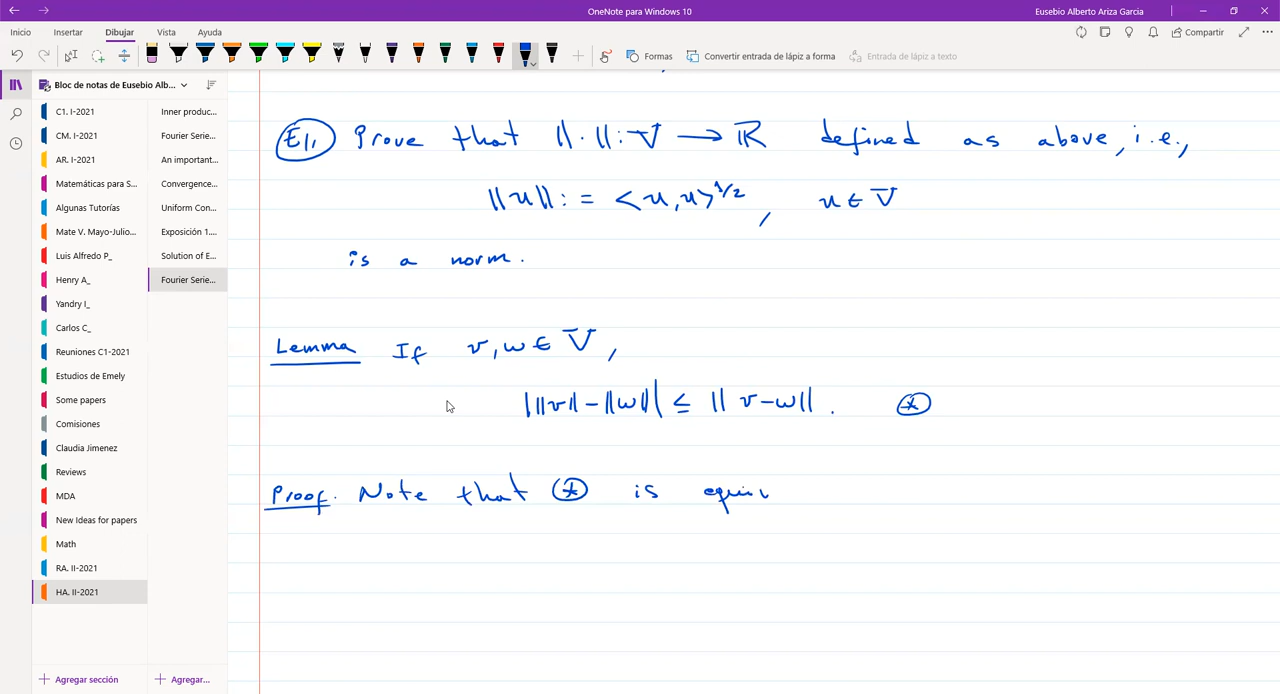 OneNote para Windows 10
Eusebio Alberto Ariza Garcia
Inicio
Insertar
Dibujar
Vista
Ayuda
Compartir
Formas
Convertir entrada de lápiz a forma
Entrada de lápiz a texto
Bloc de notas de Eusebio Alb...
C1. I-2021
CM. I-2021
AR. I-2021
Matemáticas para S...
Algunas Tutorías
Mate V. Mayo-Julio...
Luis Alfredo P_
Henry A_
Yandry I_
Carlos C_
Reuniones C1-2021
Estudios de Emely
Some papers
Comisiones
Claudia Jimenez
Reviews
MDA
New Ideas for papers
Math
RA. II-2021
HA. II-2021
Agregar sección
Inner produc...
Fourier Serie...
An important...
Convergence...
Uniform Con...
Exposición 1....
Solution of E...
Fourier Serie...
Agregar...
E11 Prove that ||·||: V → ℝ defined as above, i.e.,
||u|| := <u,u>^1/2, u ∈ V
is a norm.
Lemma If v, w ∈ V,
| ||v|| - ||w|| | ≤ || v-w || . ⊛
Proof. Note that ⊛ is equiv